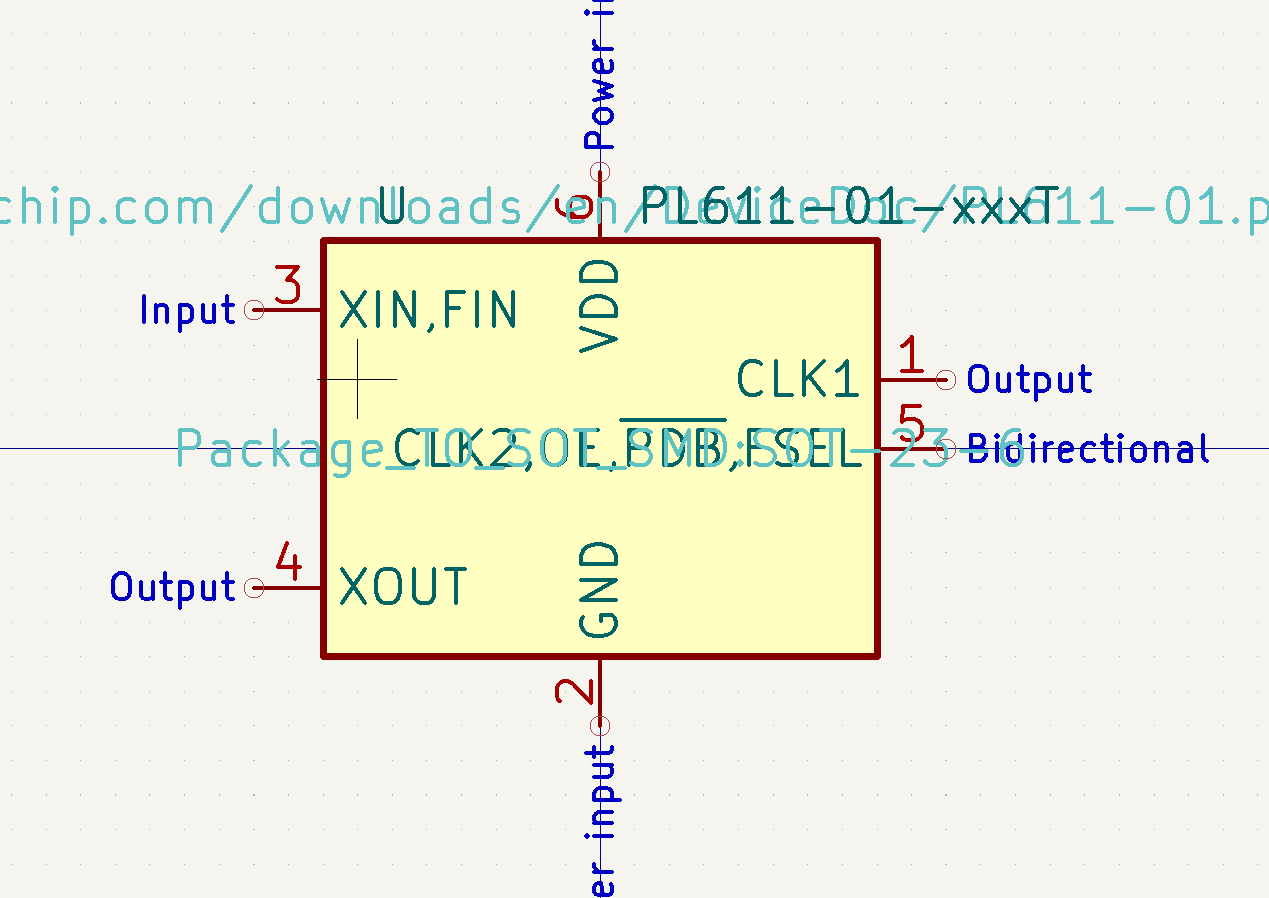 Power in
chip.com/downloads/en/DeviceDoc/PL611-01.p
U
6
PL611-01-xxxT
3
Input
XIN,FIN
VDD
1
CLK1
Output
5
CLK2,OE,PDB,FSEL
Package_TO_SOT_SMD:SOT-23-6
Bidirectional
4
Output
XOUT
GND
2
er input